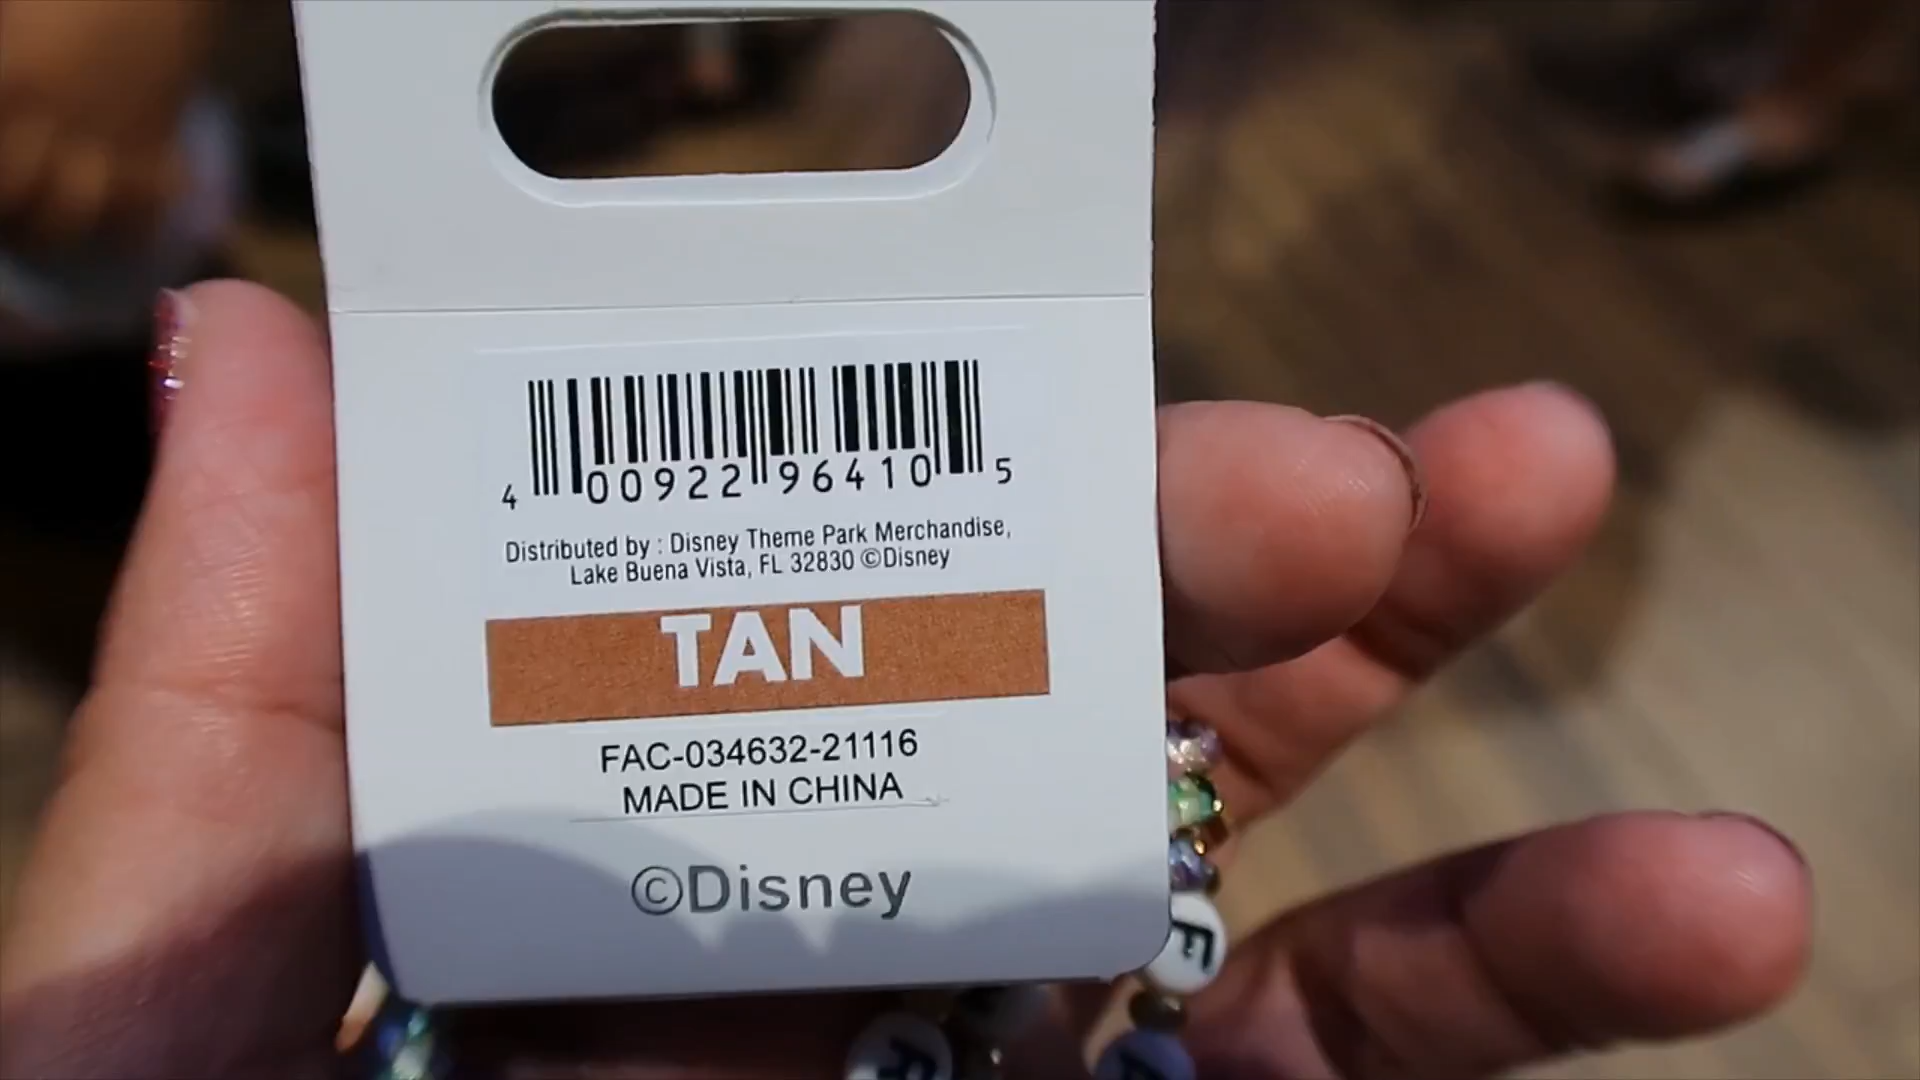 4 00922 96410 5
Distributed by : Disney Theme Park Merchandise,
Lake Buena Vista, FL 32830 ©Disney
TAN
FAC-034632-21116
MADE IN CHINA
©Disney
F